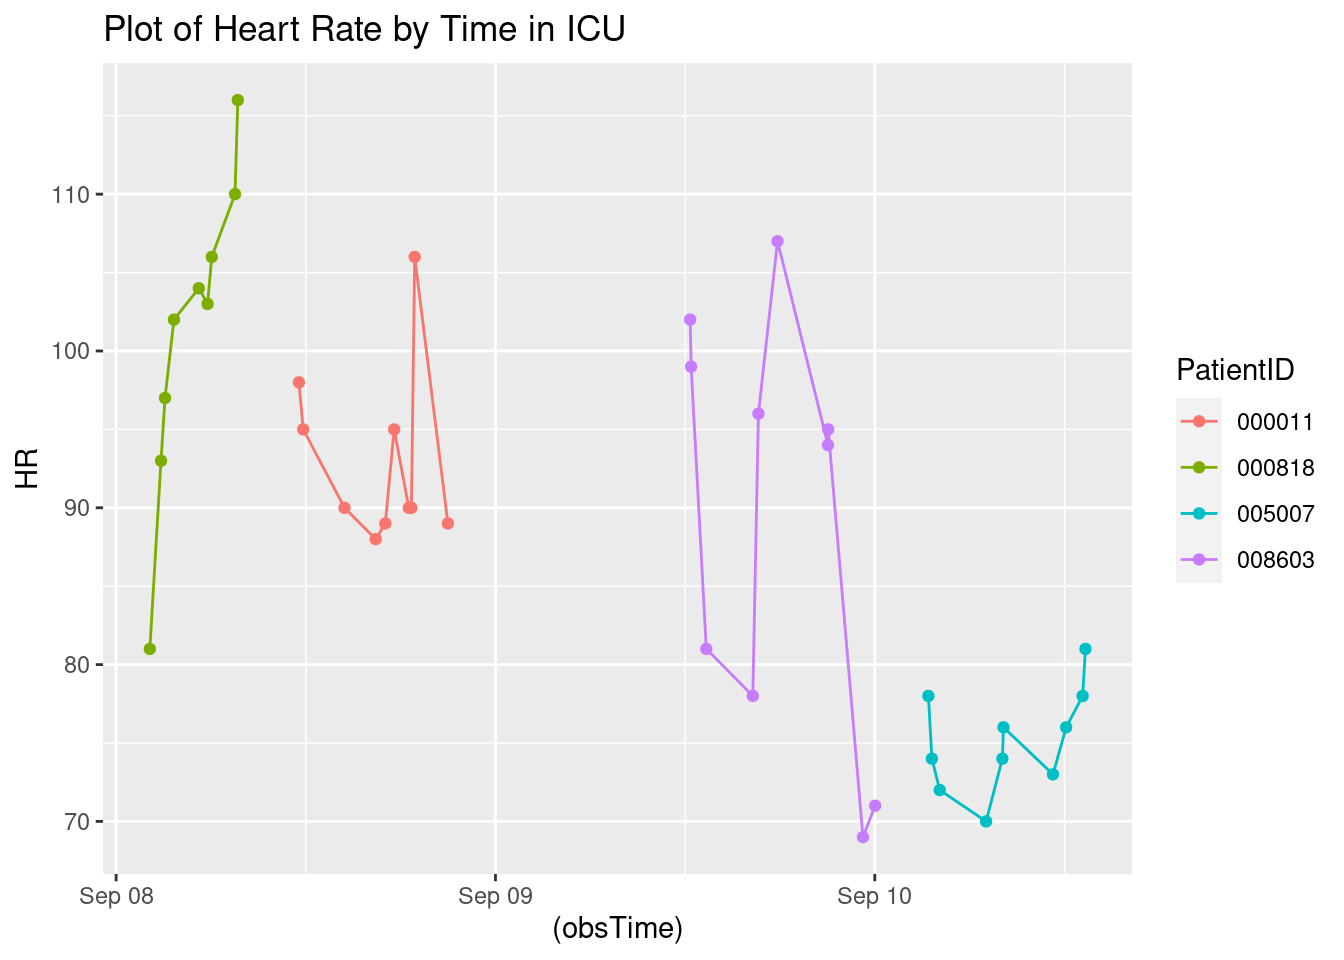 Plot of Heart Rate by Time in ICU
110
100
90
80
70
HR
Sep 08
Sep 09
Sep 10
(obsTime)
PatientID
000011
000818
005007
008603